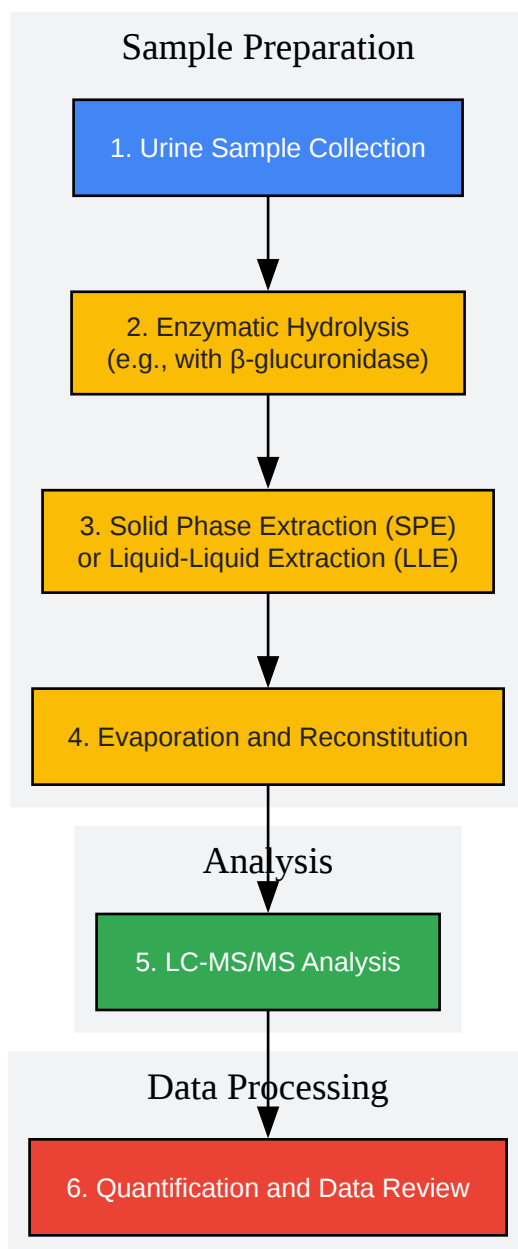 Sample Preparation
1. Urine Sample Collection
2. Enzymatic Hydrolysis
(e.g., with β-glucuronidase)
3. Solid Phase Extraction (SPE)
or Liquid-Liquid Extraction (LLE)
4. Evaporation and Reconstitution
Analysis
5. LC-MS/MS Analysis
Data Processing
6. Quantification and Data Review